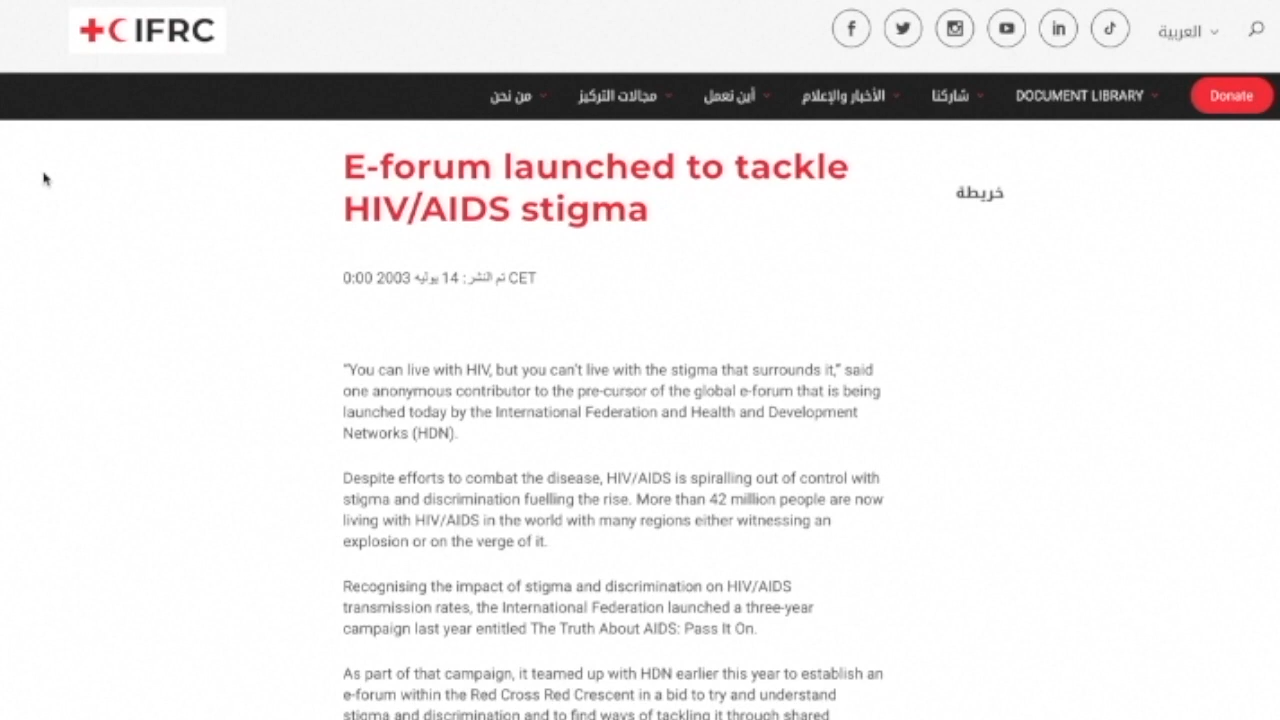 IFRC
العربية
من نحن
مجالات التركيز
أين نعمل
الأخبار والإعلام
شاركنا
DOCUMENT LIBRARY
Donate
E-forum launched to tackle
HIV/AIDS stigma
خريطة
0:00 2003 تم النشر: 14 يوليه CET
“You can live with HIV, but you can't live with the stigma that surrounds it,” said
one anonymous contributor to the pre-cursor of the global e-forum that is being
launched today by the International Federation and Health and Development
Networks (HDN).
Despite efforts to combat the disease, HIV/AIDS is spiralling out of control with
stigma and discrimination fuelling the rise. More than 42 million people are now
living with HIV/AIDS in the world with many regions either witnessing an
explosion or on the verge of it.
Recognising the impact of stigma and discrimination on HIV/AIDS
transmission rates, the International Federation launched a three-year
campaign last year entitled The Truth About AIDS: Pass It On.
As part of that campaign, it teamed up with HDN earlier this year to establish an
e-forum within the Red Cross Red Crescent in a bid to try and understand
stigma and discrimination and to find ways of tackling it through shared